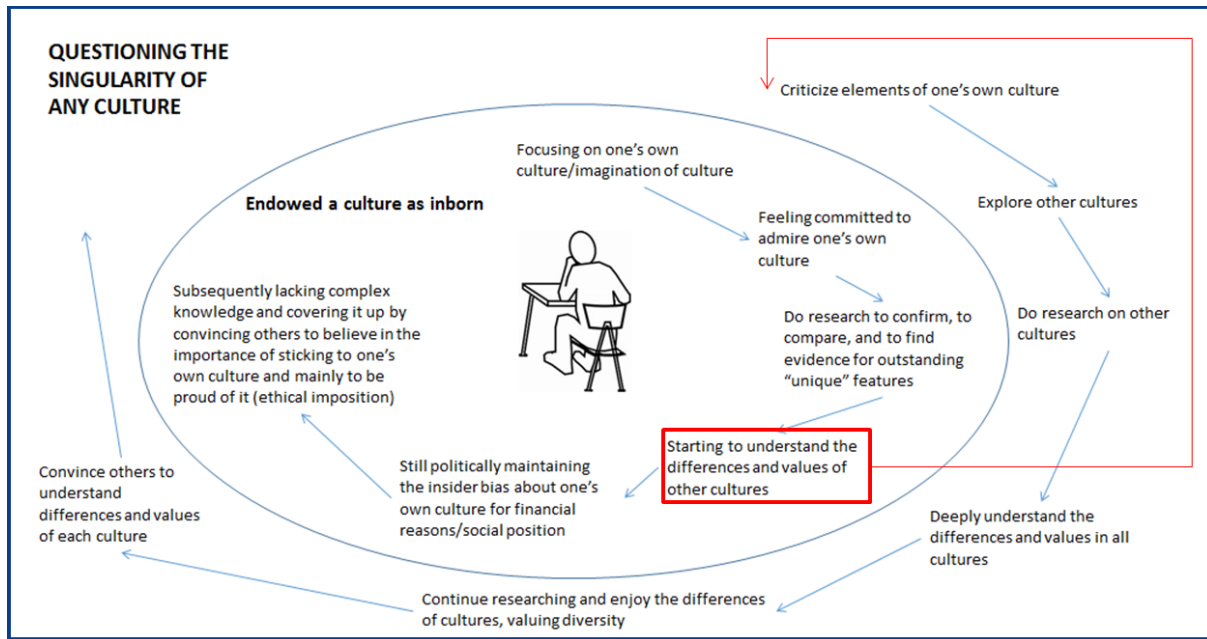 QUESTIONING THE
SINGULARITY OF
ANY CULTURE
Criticize elements of one's own culture
Focusing on one's own
culture/imagination of culture
Endowed a culture as inborn
Explore other cultures
Feeling committed to
admire one's own
culture
Subsequently lacking complex
knowledge and covering it up by
convincing others to believe in the
importance of sticking to one's
own culture and mainly to be
proud of it (ethical imposition)
Do research to confirm, to
compare, and to find
evidence for outstanding
“unique” features
Do research on other
cultures
Starting to understand the
differences and values of
other cultures
Still politically maintaining
the insider bias about one's
own culture for financial
reasons/social position
Convince others to
understand
differences and values
of each culture
Deeply understand the
differences and values in all
cultures
Continue researching and enjoy the differences
of cultures, valuing diversity